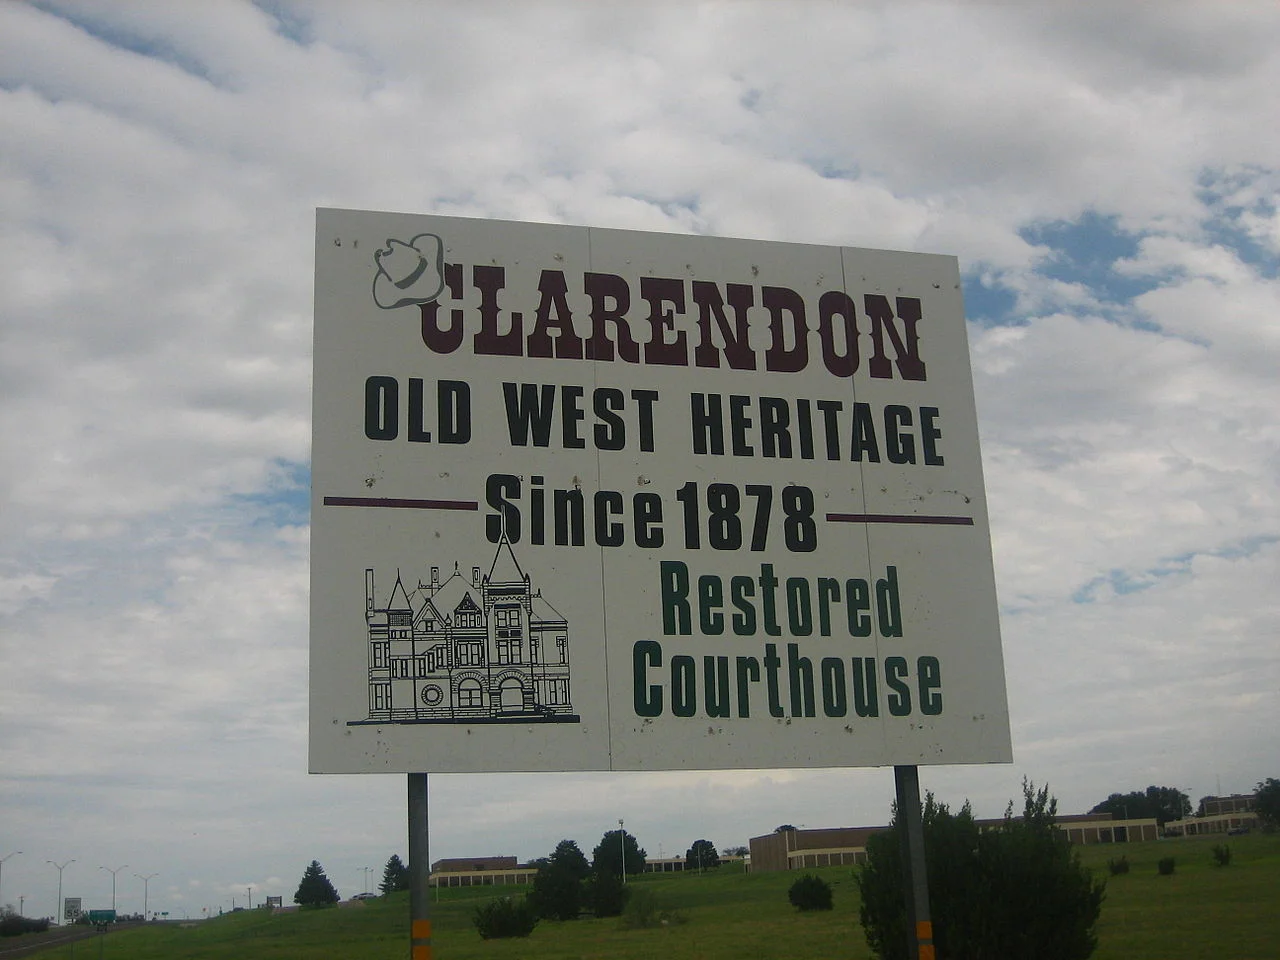 CLARENDON
OLD WEST HERITAGE
Since 1878
Restored
Courthouse